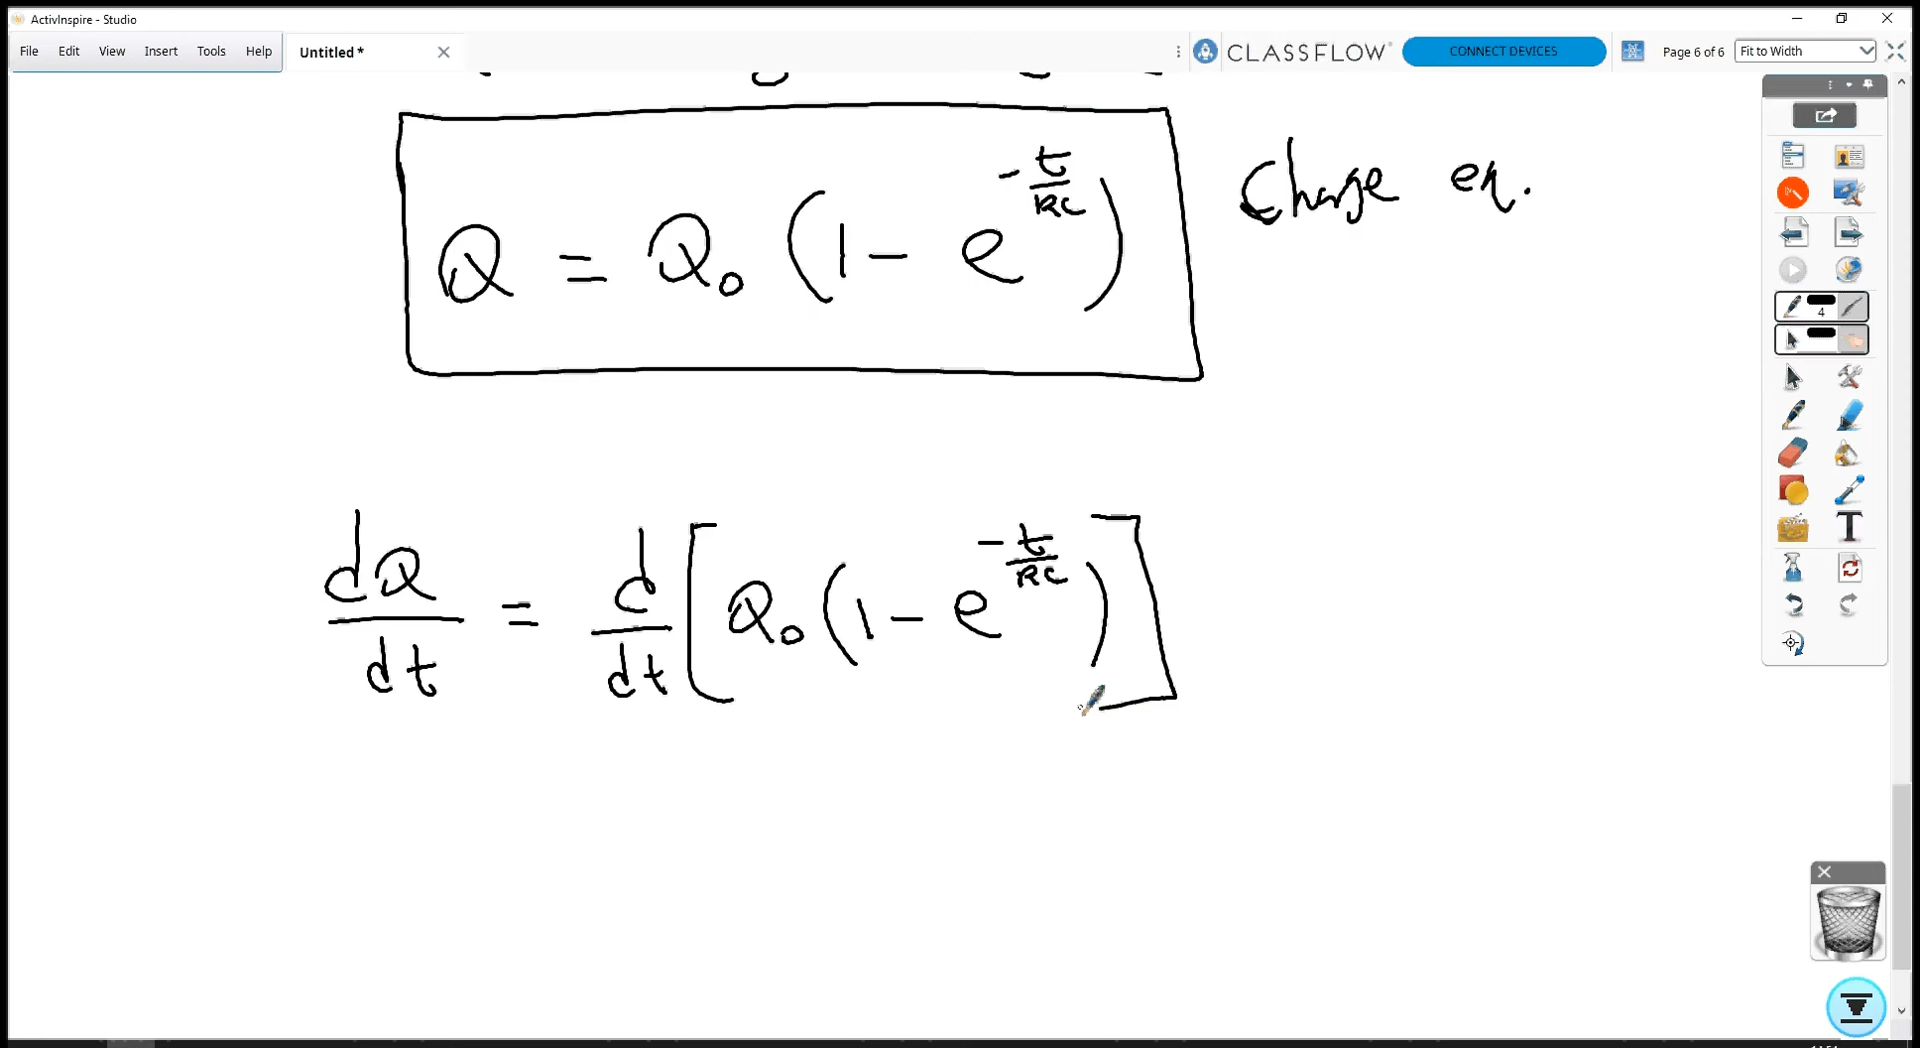 ActivInspire - Studio
File Edit View Insert Tools Help Untitled * CLASSFLOW CONNECT DEVICES Page 6 of 6 Fit to Width
Q = Q₀ (1 - e^(-t/RC)) Charge eq.
4
dQ/dt = d/dt [Q₀ (1 - e^(-t/RC))]